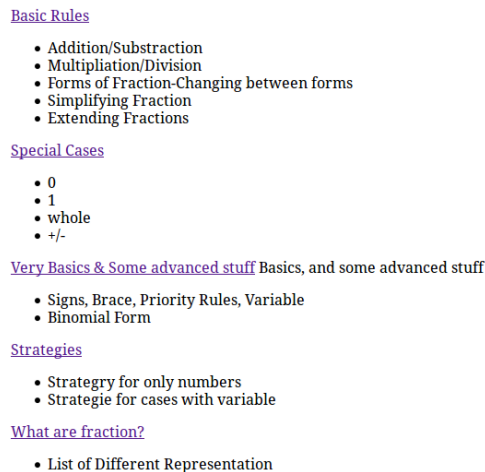 Basic Rules
• Addition/Substraction
• Multipliation/Division
• Forms of Fraction-Changing between forms
• Simplifying Fraction
• Extending Fractions
Special Cases
• 0
• 1
• whole
• +/-
Very Basics & Some advanced stuff Basics, and some advanced stuff
• Signs, Brace, Priority Rules, Variable
• Binomial Form
Strategies
• Strategry for only numbers
• Strategie for cases with variable
What are fraction?
• List of Different Representation